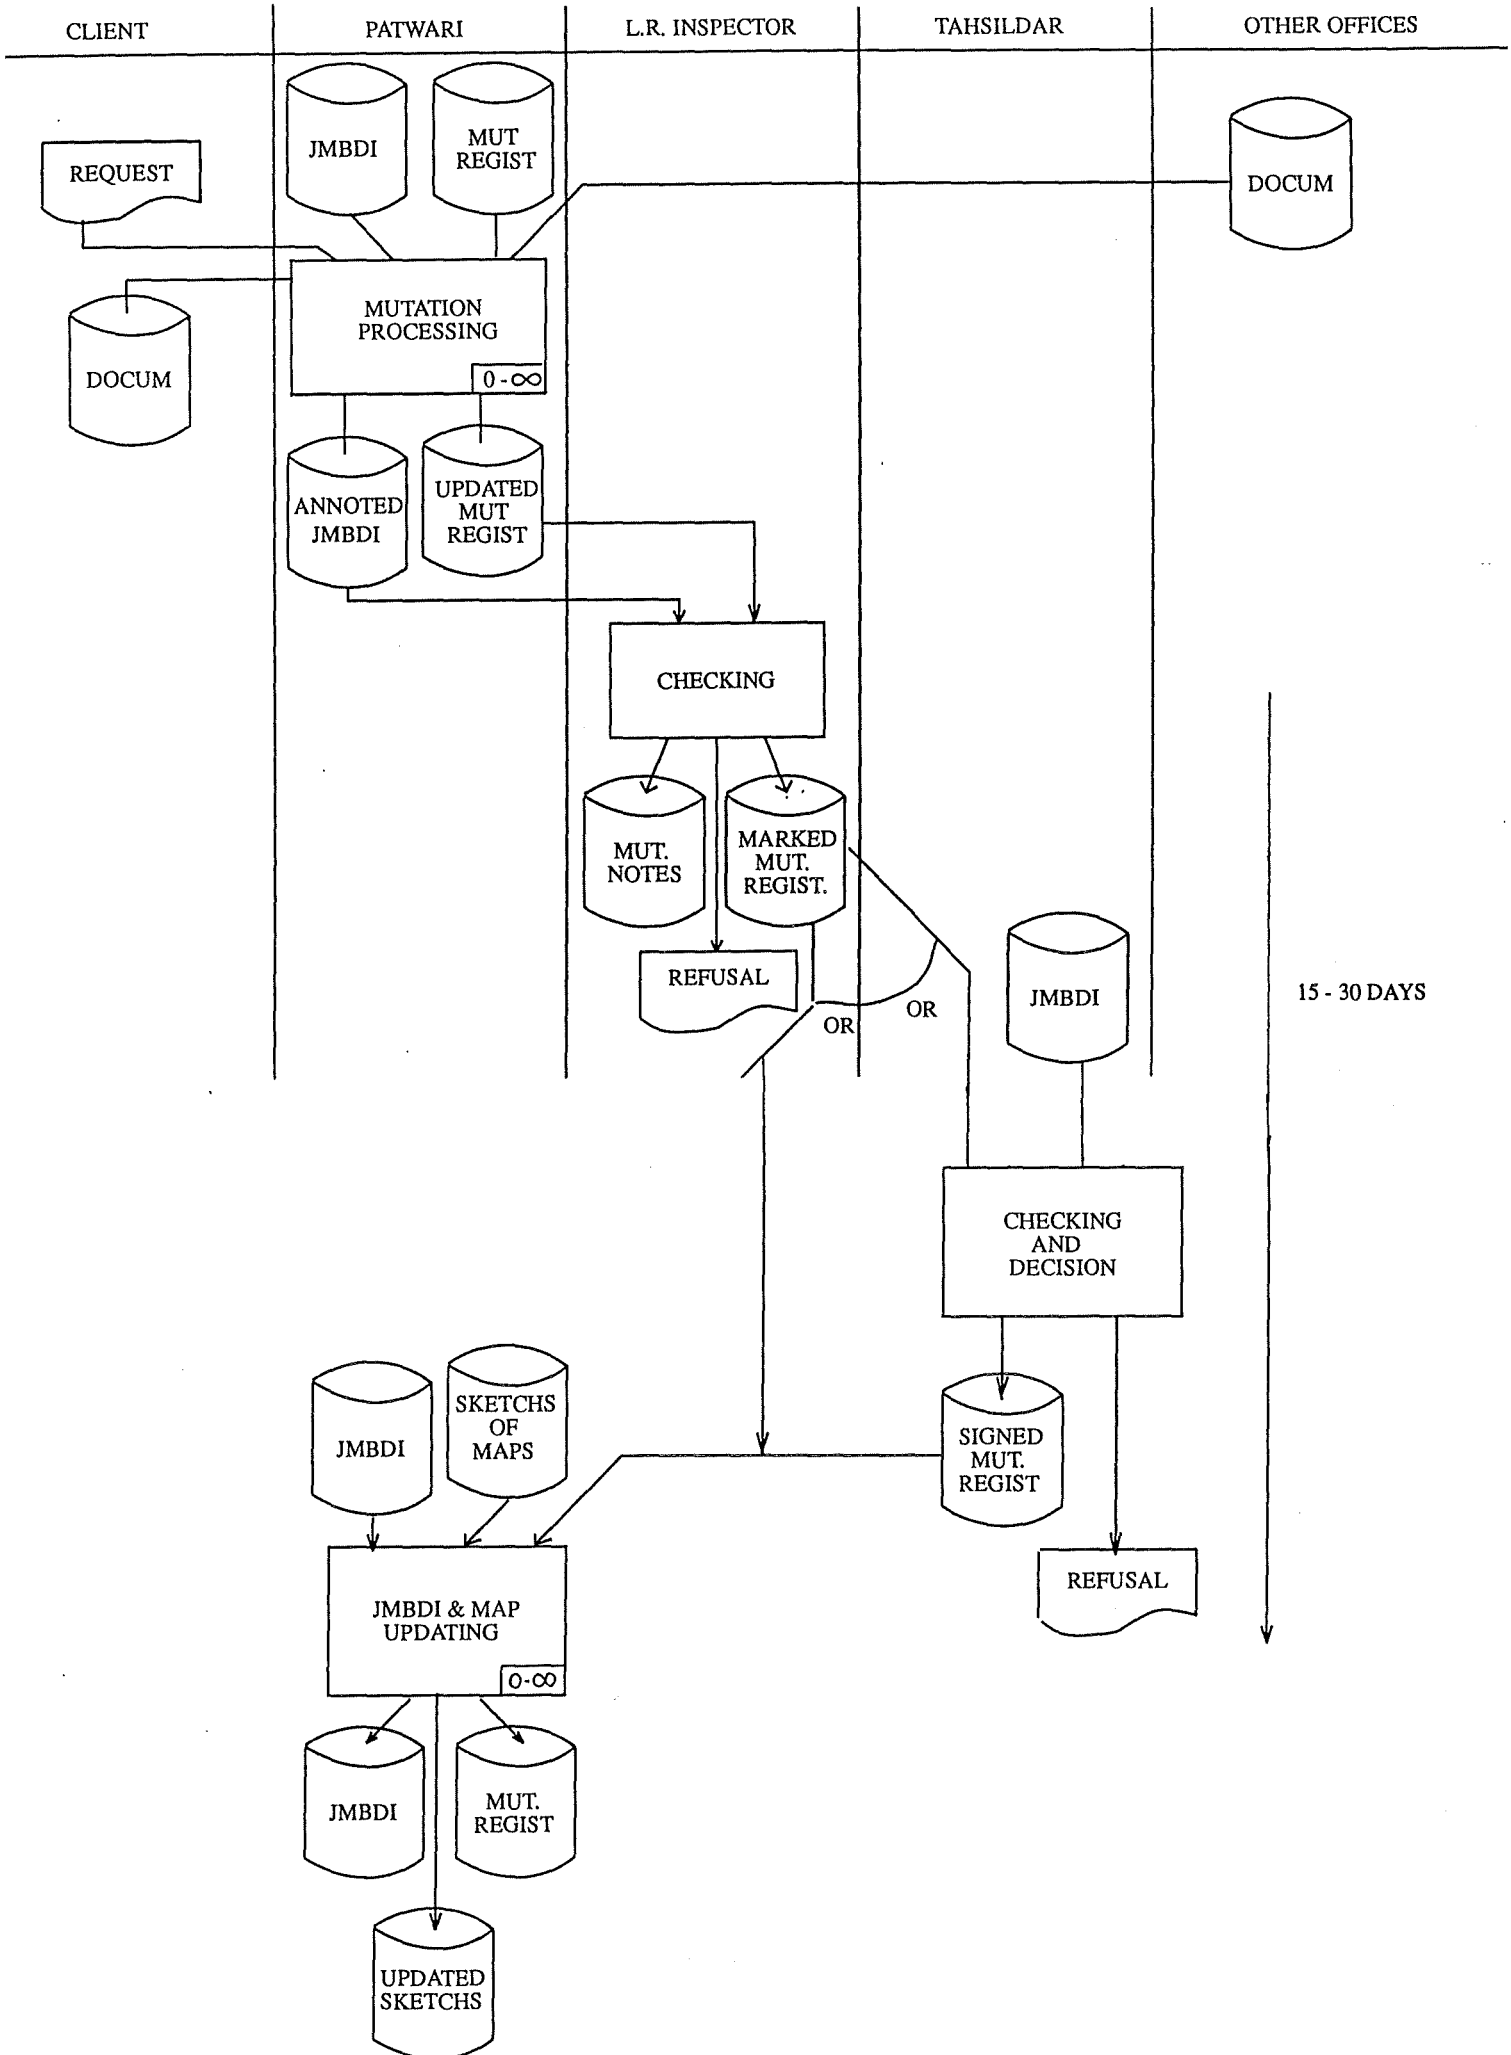 CLIENT
PATWARI
L.R. INSPECTOR
TAHSILDAR
OTHER OFFICES
JMBDI
MUT
REGIST
REQUEST
DOCUM
MUTATION
PROCESSING
0-∞
DOCUM
ANNOTED
JMBDI
UPDATED
MUT
REGIST
CHECKING
MUT.
NOTES
MARKED
MUT.
REGIST.
REFUSAL
OR
OR
JMBDI
15 - 30 DAYS
CHECKING
AND
DECISION
JMBDI
SKETCHS
OF
MAPS
SIGNED
MUT.
REGIST
REFUSAL
JMBDI & MAP
UPDATING
0-∞
JMBDI
MUT.
REGIST
UPDATED
SKETCHS